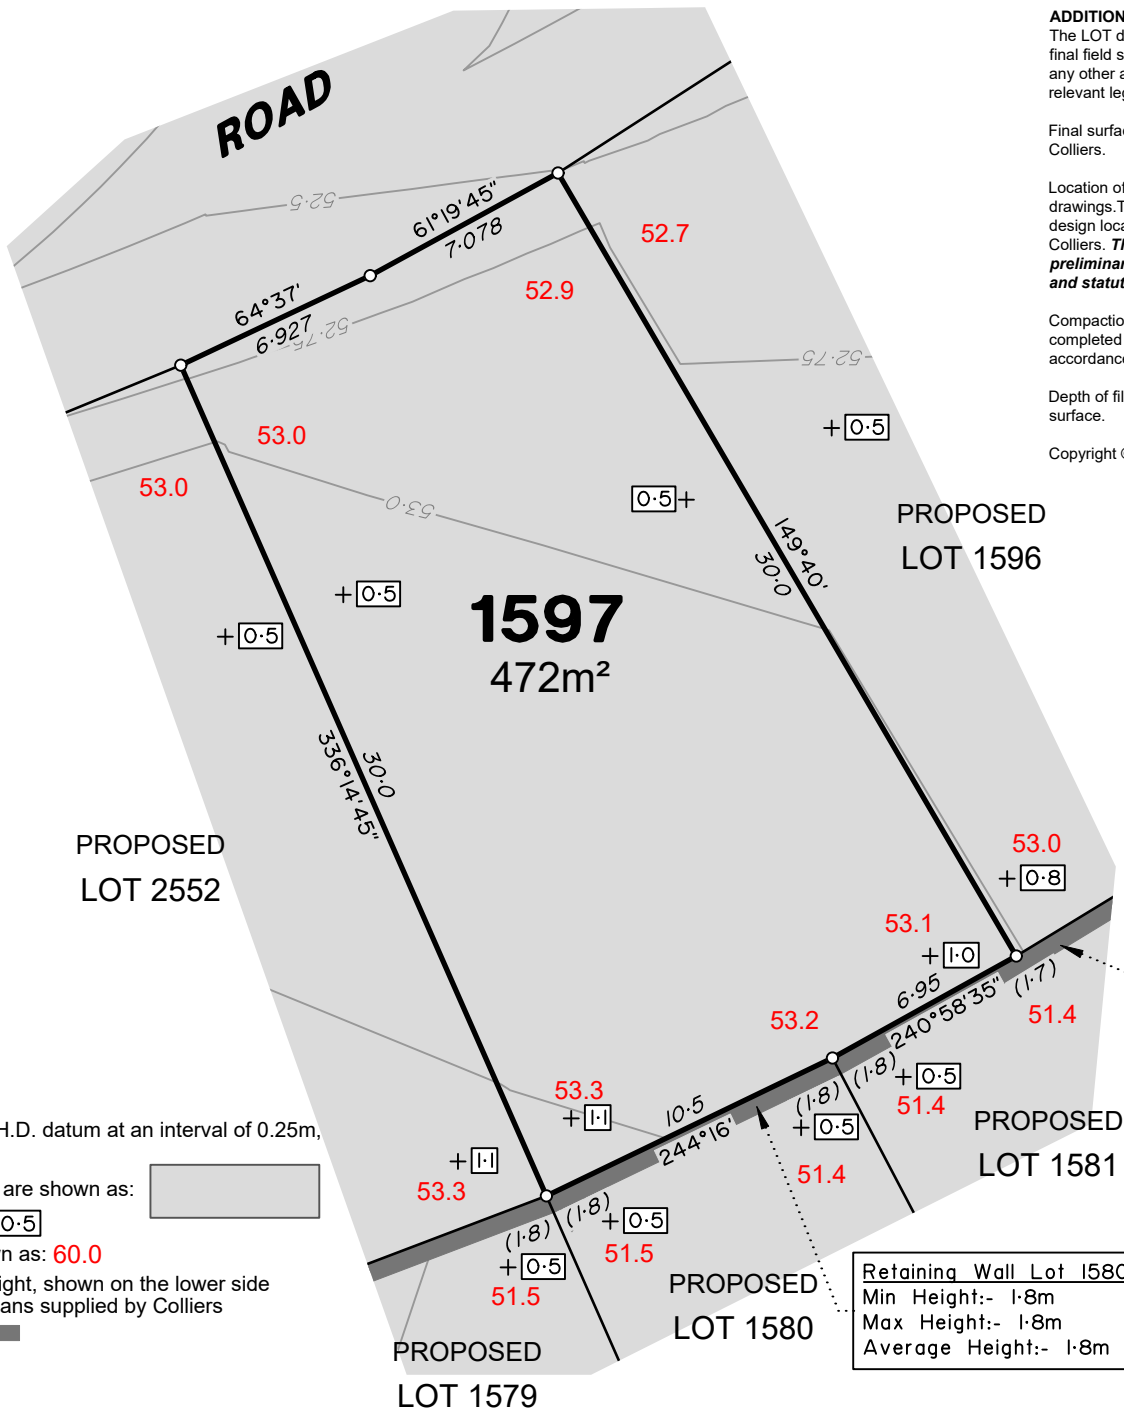 ROAD
ADDITION
The LOT d
final field s
any other a
relevant leg
Final surfac
Colliers.
Location of
drawings.T
design loca
Colliers. Th
preliminar
and statut
Compactio
completed
accordance
Depth of fil
surface.
Copyright ©
52·5
61°19'45"
7·078
52.7
52.9
64°37'
6·927
52·75
52·75
53.0
53.0
53·0
+ 0·5
0·5 +
PROPOSED
LOT 1596
149°40'
30·0
+ 0·5
+ 0·5
1597
472m²
336°14'45"
30·0
PROPOSED
LOT 2552
53.0
+ 0·8
53.1
+ 1·0
6·95
240°58'35"
(1·7)
51.4
53.2
53.3
+ 1·1
10·5
244°16'
(1·8)
(1·8)
+ 0·5
51.4
+ 0·5
51.4
PROPOSED
LOT 1581
+ 1·1
53.3
(1·8)
(1·8)
+ 0·5
51.5
+ 0·5
51.5
PROPOSED
LOT 1580
PROPOSED
LOT 1579
H.D. datum at an interval of 0.25m,
are shown as:
0·5
n as: 60.0
ight, shown on the lower side
ans supplied by Colliers
Retaining Wall Lot 1580
Min Height:- 1·8m
Max Height:- 1·8m
Average Height:- 1·8m